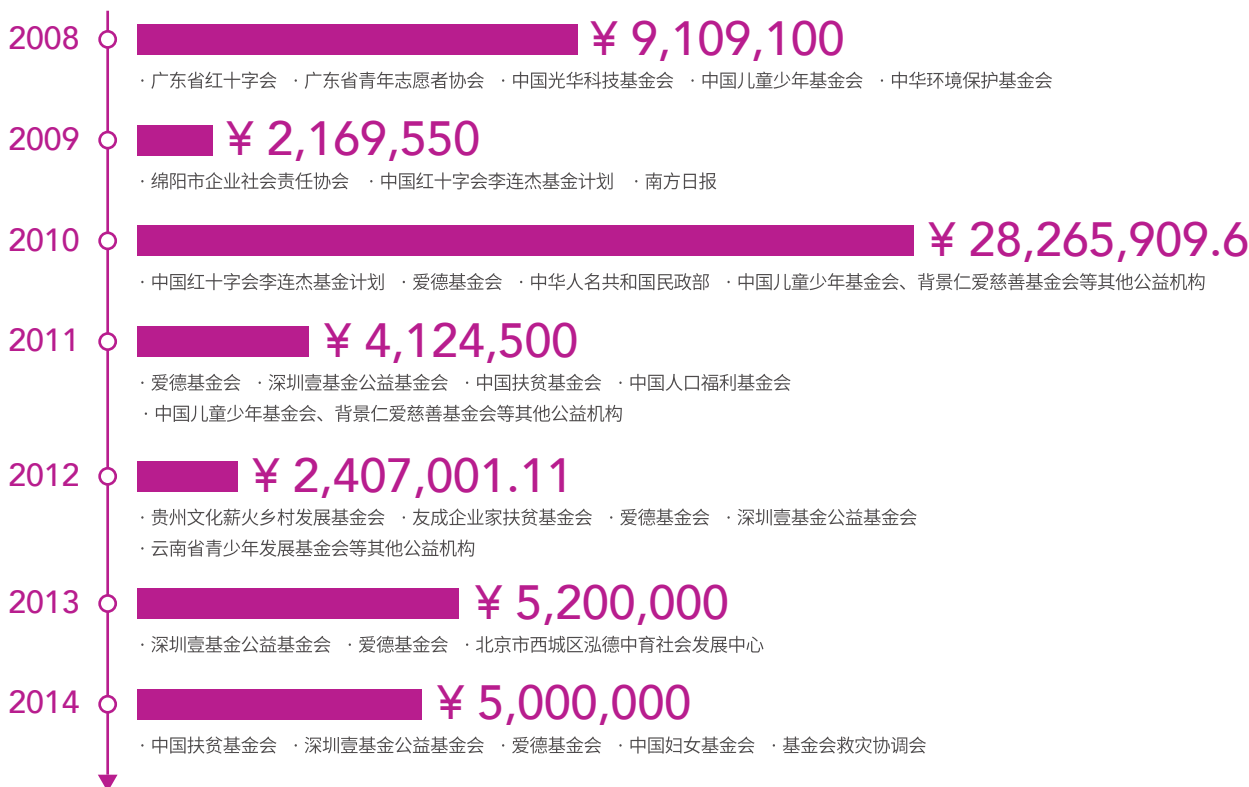 2008 ¥ 9,109,100
· 广东省红十字会 · 广东省青年志愿者协会 · 中国光华科技基金会 · 中国儿童少年基金会 · 中华环境保护基金会
2009 ¥ 2,169,550
· 绵阳市企业社会责任协会 · 中国红十字会李连杰基金计划 · 南方日报
2010 ¥ 28,265,909.6
· 中国红十字会李连杰基金计划 · 爱德基金会 · 中华人名共和国民政部 · 中国儿童少年基金会、背景仁爱慈善基金会等其他公益机构
2011 ¥ 4,124,500
· 爱德基金会 · 深圳壹基金公益基金会 · 中国扶贫基金会 · 中国人口福利基金会
· 中国儿童少年基金会、背景仁爱慈善基金会等其他公益机构
2012 ¥ 2,407,001.11
· 贵州文化薪火乡村发展基金会 · 友成企业家扶贫基金会 · 爱德基金会 · 深圳壹基金公益基金会
· 云南省青少年发展基金会等其他公益机构
2013 ¥ 5,200,000
· 深圳壹基金公益基金会 · 爱德基金会 · 北京市西城区泓德中育社会发展中心
2014 ¥ 5,000,000
· 中国扶贫基金会 · 深圳壹基金公益基金会 · 爱德基金会 · 中国妇女基金会 · 基金会救灾协调会